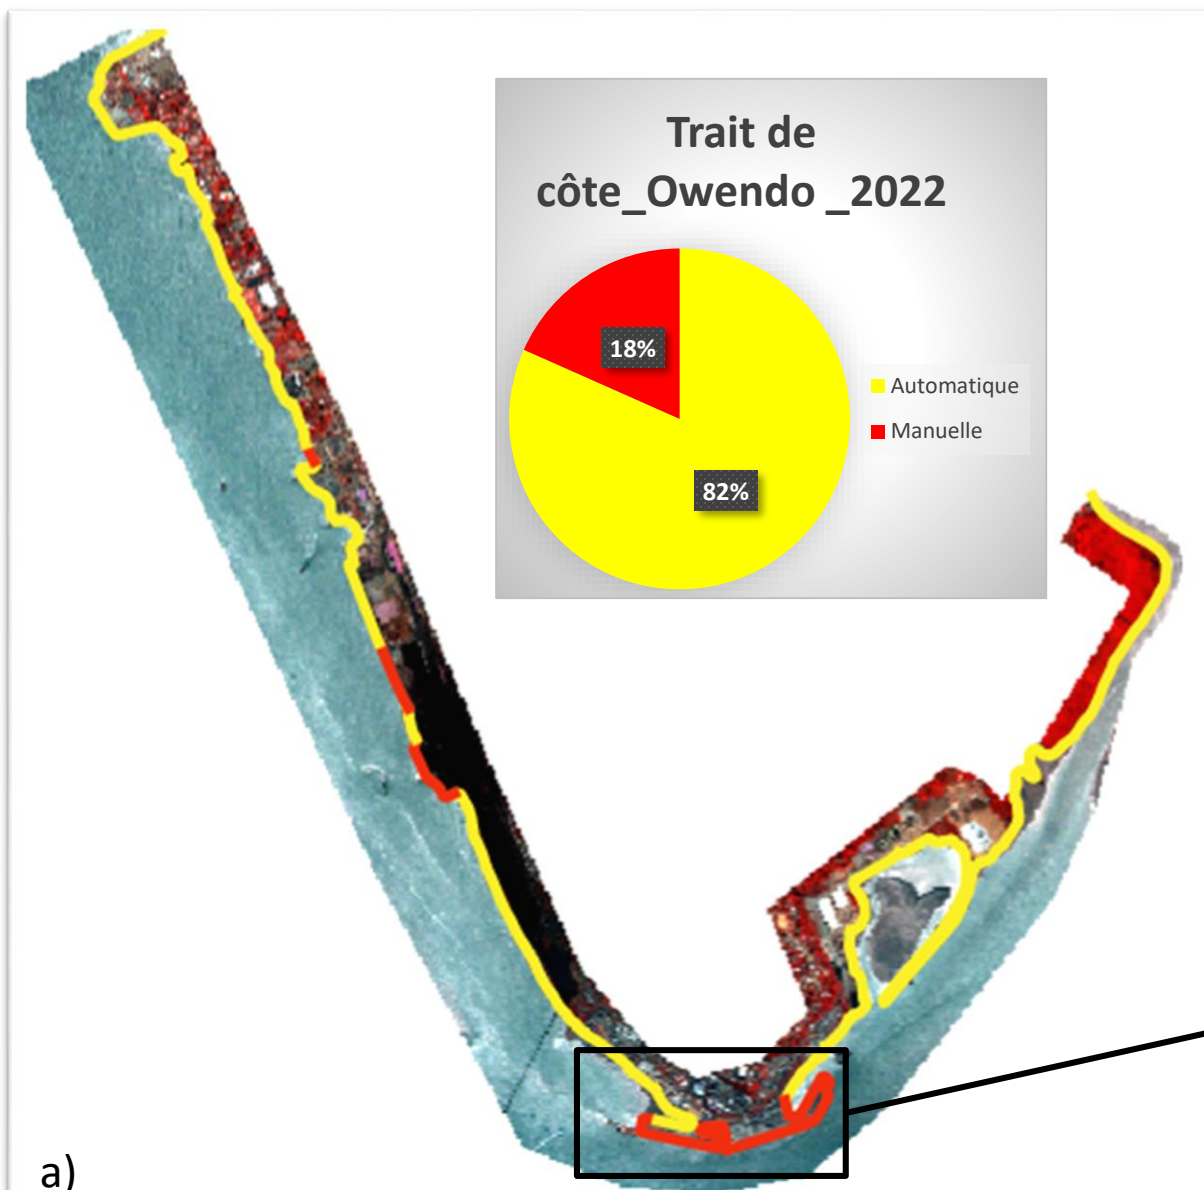 Trait de
côte_Owendo _2022
18%
82%
Automatique
Manuelle
a)